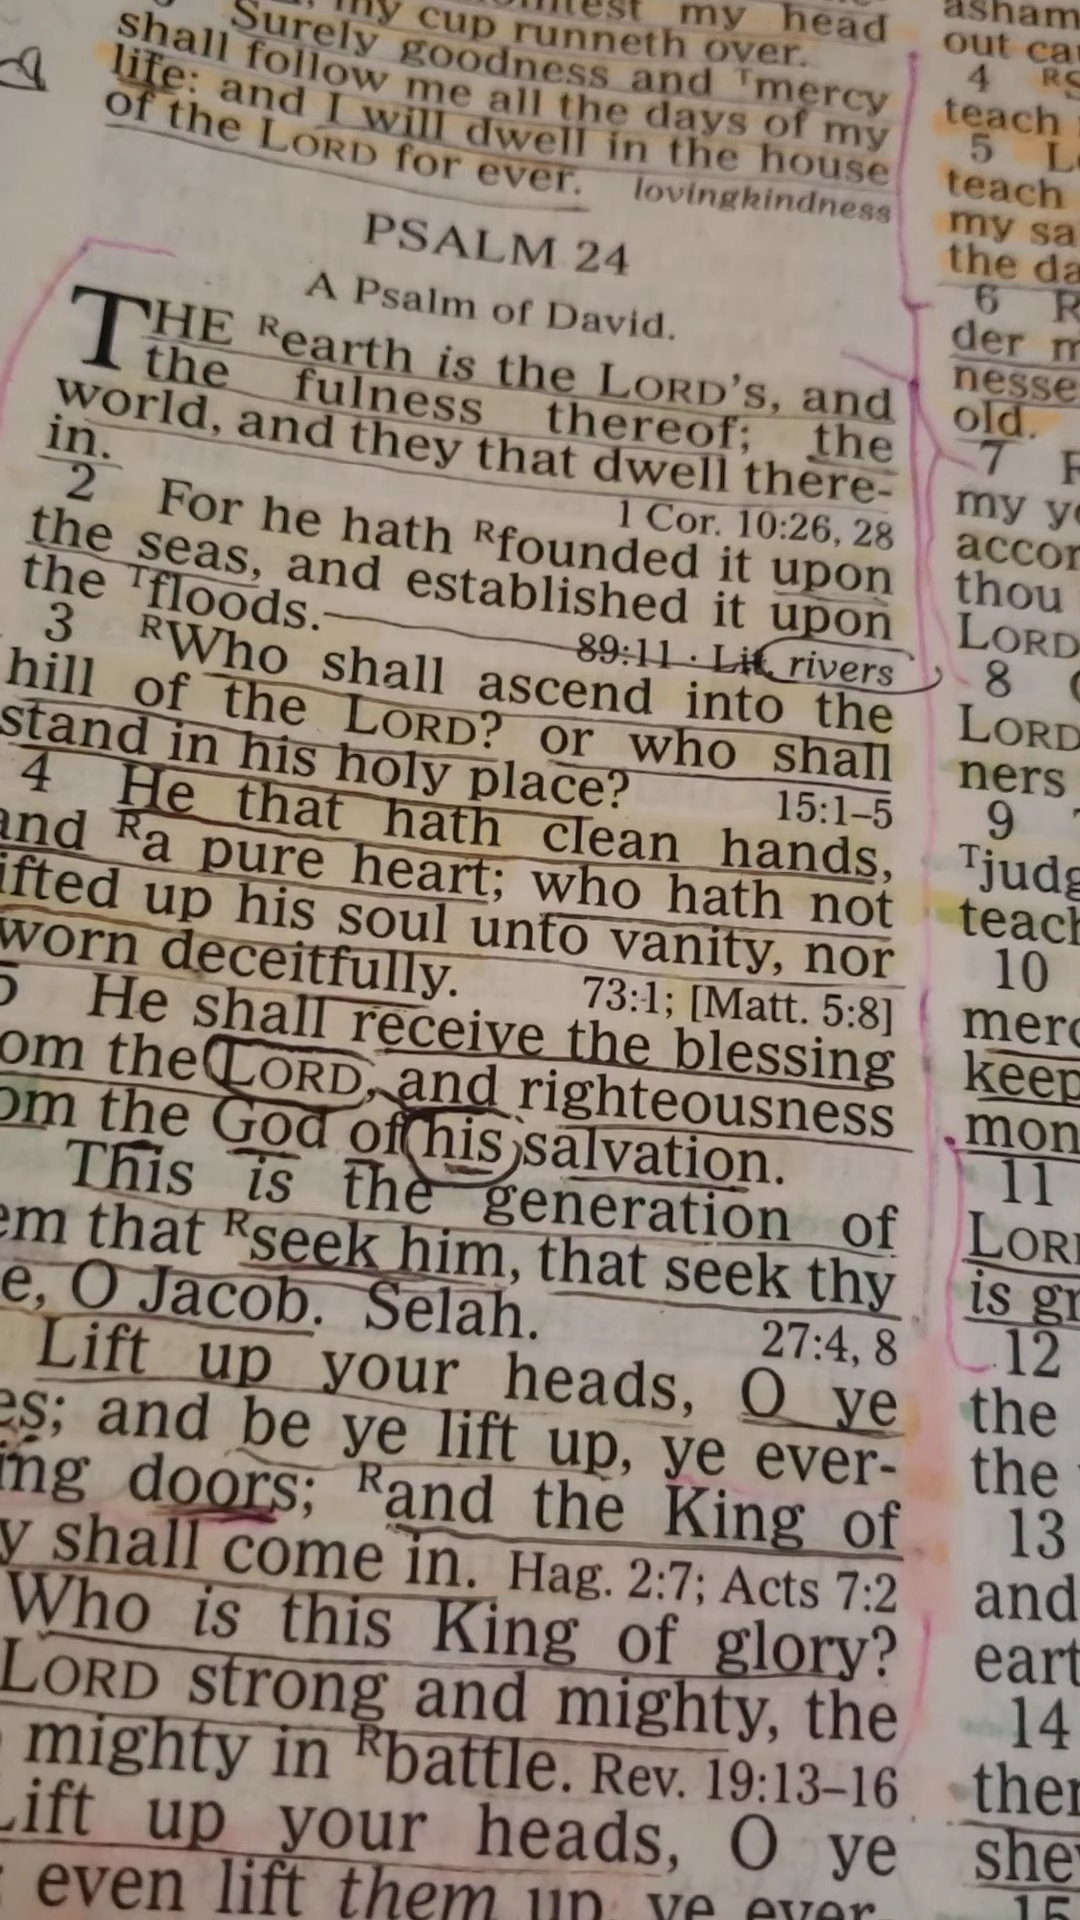 my cup runneth over.
my head
Surely goodness and Tmercy
shall follow me all the days of my
life: and I will dwell in the house
of the LORD for ever. lovingkindness
PSALM 24
A Psalm of David.
THE Rearth is the LORD'S, and
the fulness thereof; the
world, and they that dwell there-
in. 1 Cor. 10:26, 28
2 For he hath Rfounded it upon
the seas, and established it upon
the Tfloods. 89:11 · Lit. rivers
3 RWho shall ascend into the
hill of the LORD? or who shall
stand in his holy place? 15:1–5
4 He that hath clean hands,
and Ra pure heart; who hath not
ifted up his soul unto vanity, nor
worn deceitfully. 73:1; [Matt. 5:8]
5 He shall receive the blessing
om the LORD, and righteousness
om the God of his salvation.
This is the generation of
em that Rseek him, that seek thy
e, O Jacob. Selah. 27:4, 8
Lift up your heads, O ye
es; and be ye lift up, ye ever-
ing doors; Rand the King of
y shall come in. Hag. 2:7; Acts 7:2
Who is this King of glory?
LORD strong and mighty, the
mighty in Rbattle. Rev. 19:13–16
Lift up your heads, O ye
even lift them up, ye ever
asham
out
4
teach
5
teach
my sa
the da
6 R
der m
nesse
old.
7
my y
accor
thou
LORD
8
LORD
ners
9
Tjudg
teach
10
merc
keep
mon
11
LORD
is gr
12
the
the
13
and
eart
14
ther
shew
15